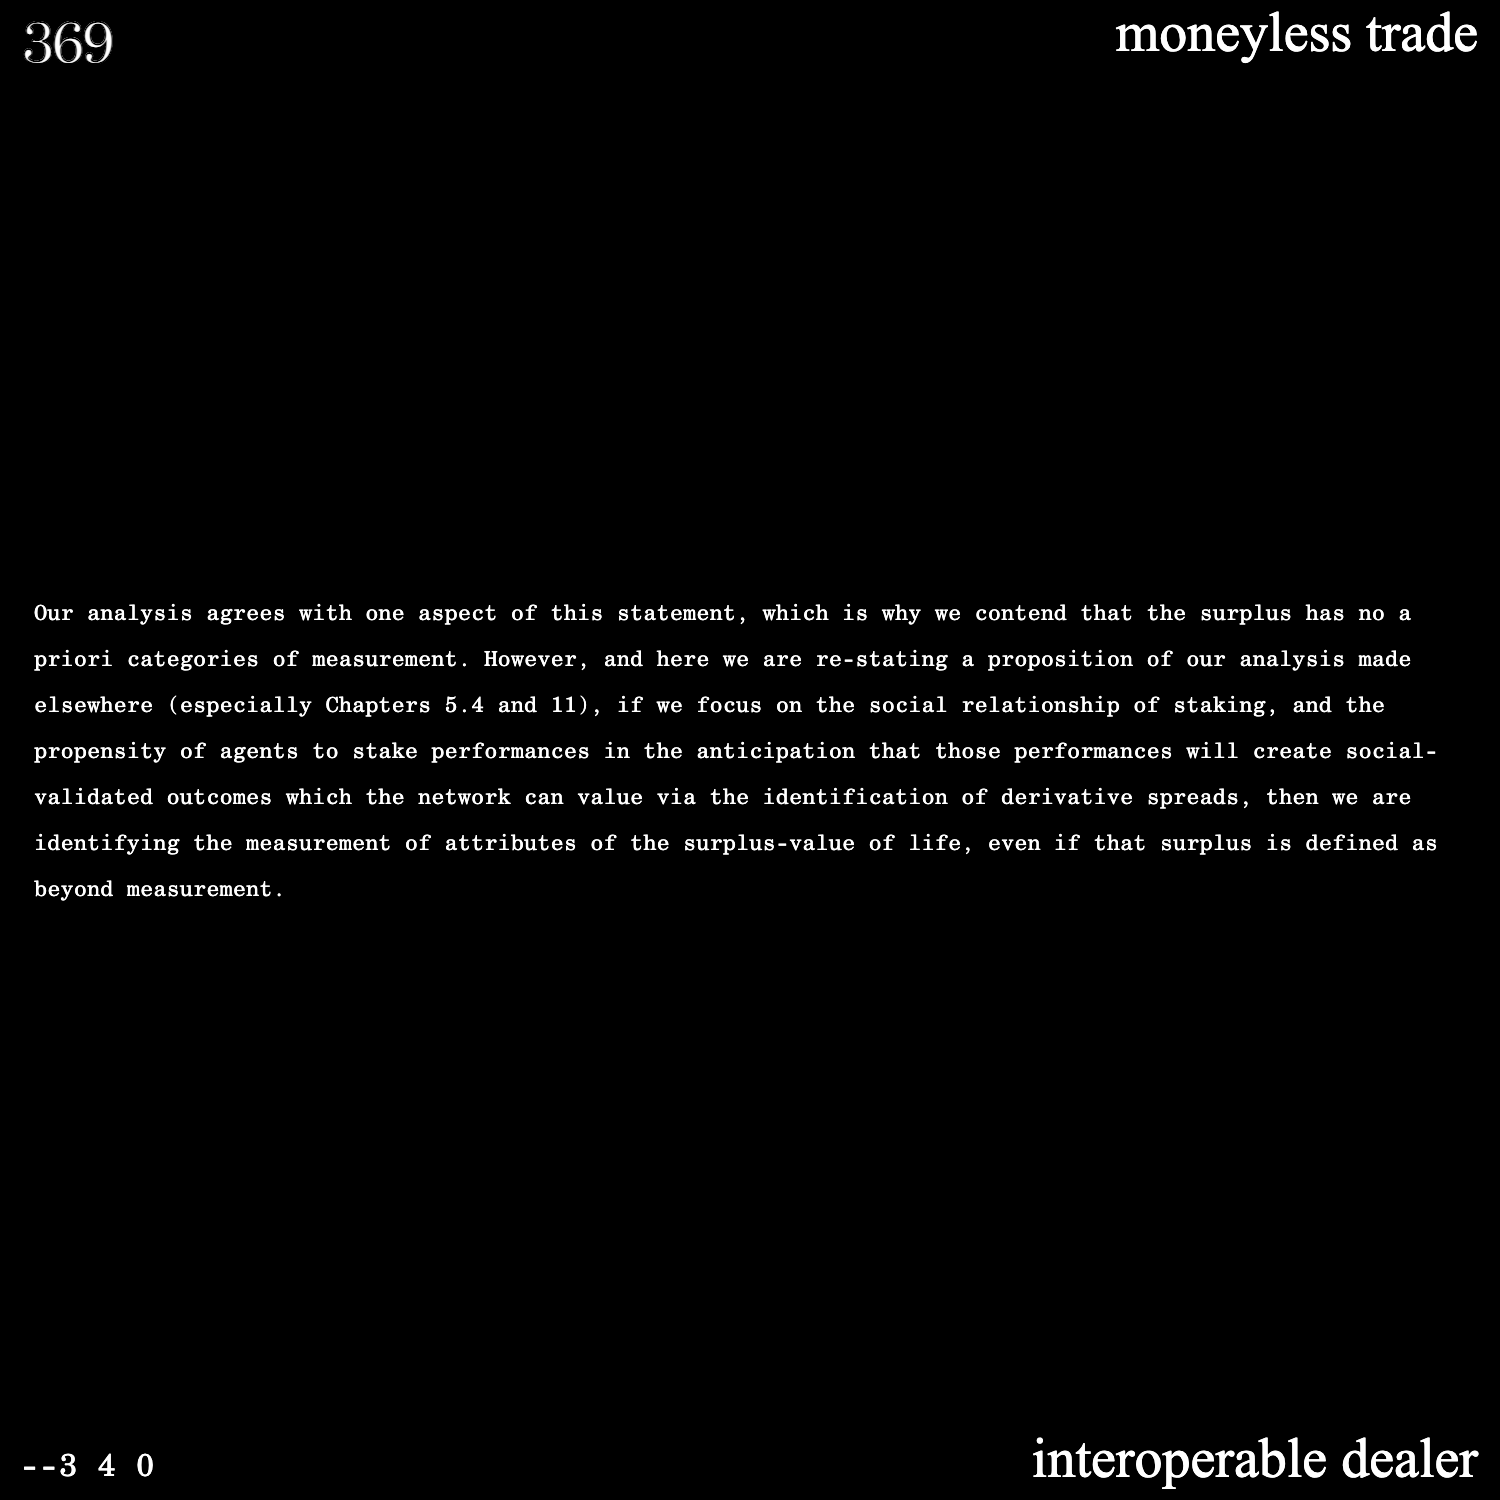 369
moneyless trade
Our analysis agrees with one aspect of this statement, which is why we contend that the surplus has no a
priori categories of measurement. However, and here we are re-stating a proposition of our analysis made
elsewhere (especially Chapters 5.4 and 11), if we focus on the social relationship of staking, and the
propensity of agents to stake performances in the anticipation that those performances will create social-
validated outcomes which the network can value via the identification of derivative spreads, then we are
identifying the measurement of attributes of the surplus-value of life, even if that surplus is defined as
beyond measurement.
--3 4 0
interoperable dealer